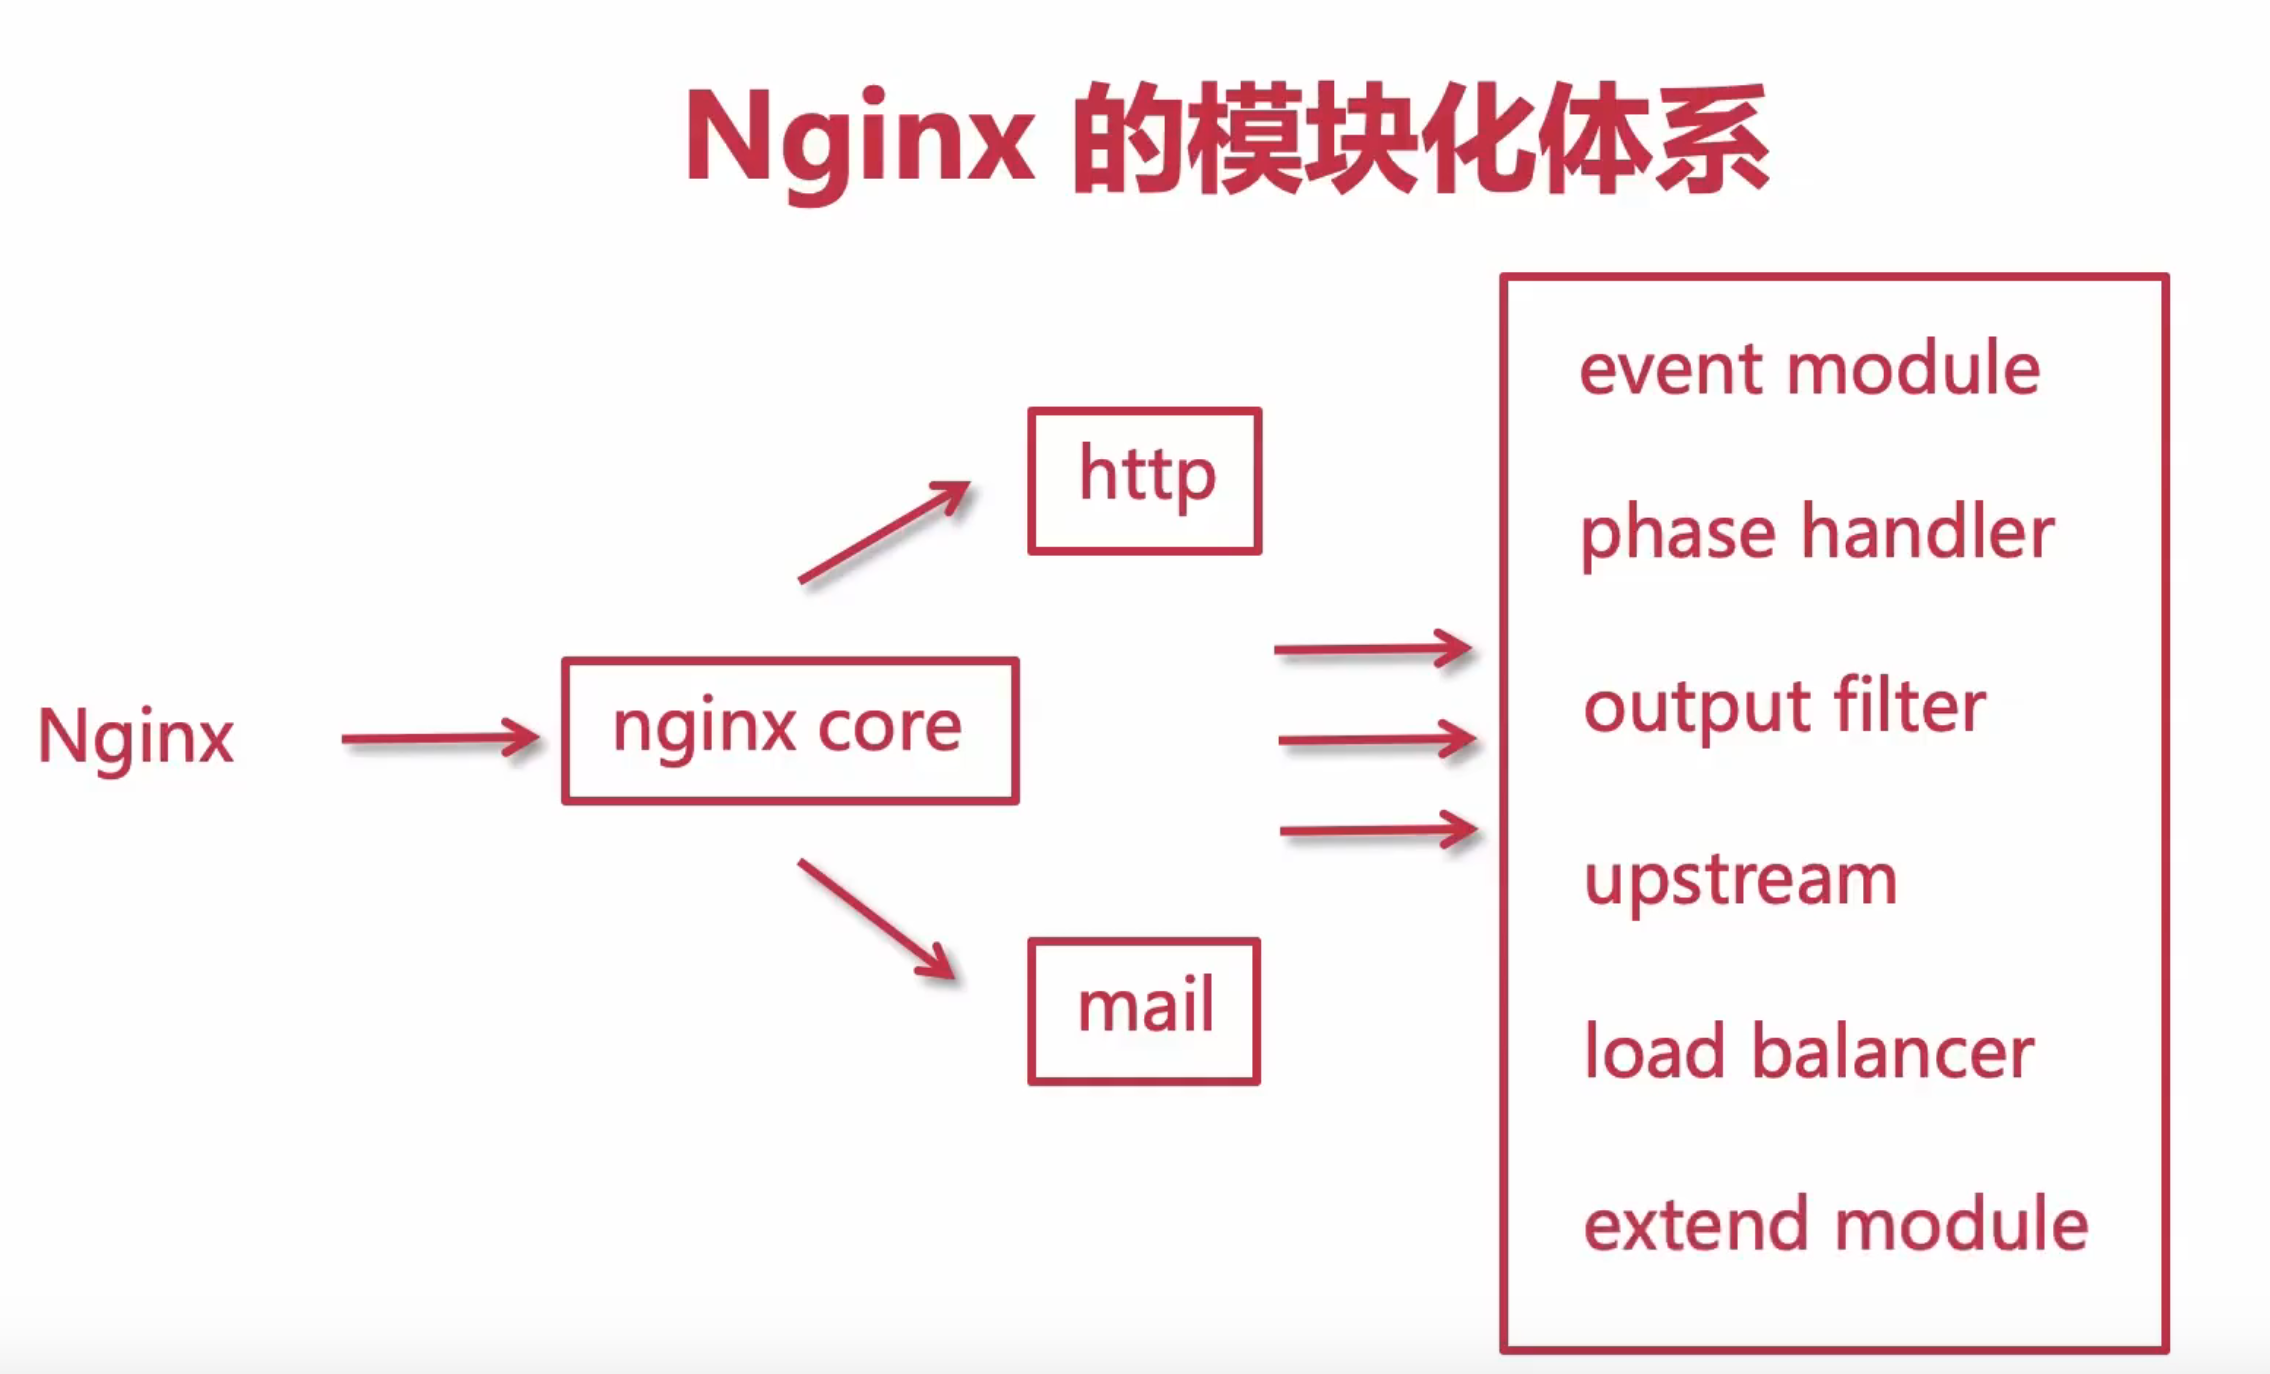 Nginx 的模块化体系
Nginx
nginx core
http
mail
event module
phase handler
output filter
upstream
load balancer
extend module